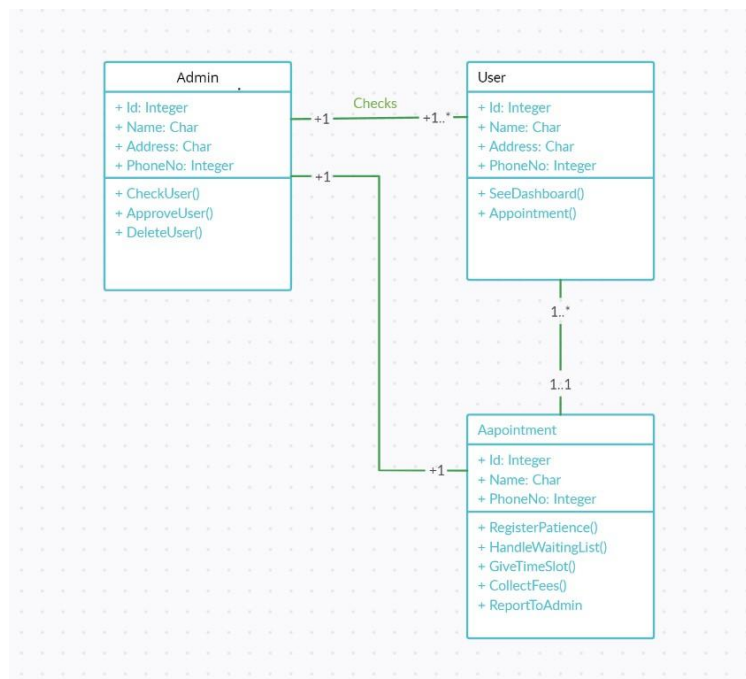 Admin
+ Id: Integer
+ Name: Char
+ Address: Char
+ PhoneNo: Integer
+ CheckUser()
+ ApproveUser()
+ DeleteUser()
Checks
+1
+1..*
+1
User
+ Id: Integer
+ Name: Char
+ Address: Char
+ PhoneNo: Integer
+ SeeDashboard()
+ Appointment()
1..*
1..1
+1
Aapointment
+ Id: Integer
+ Name: Char
+ PhoneNo: Integer
+ RegisterPatience()
+ HandleWaitingList()
+ GiveTimeSlot()
+ CollectFees()
+ ReportToAdmin